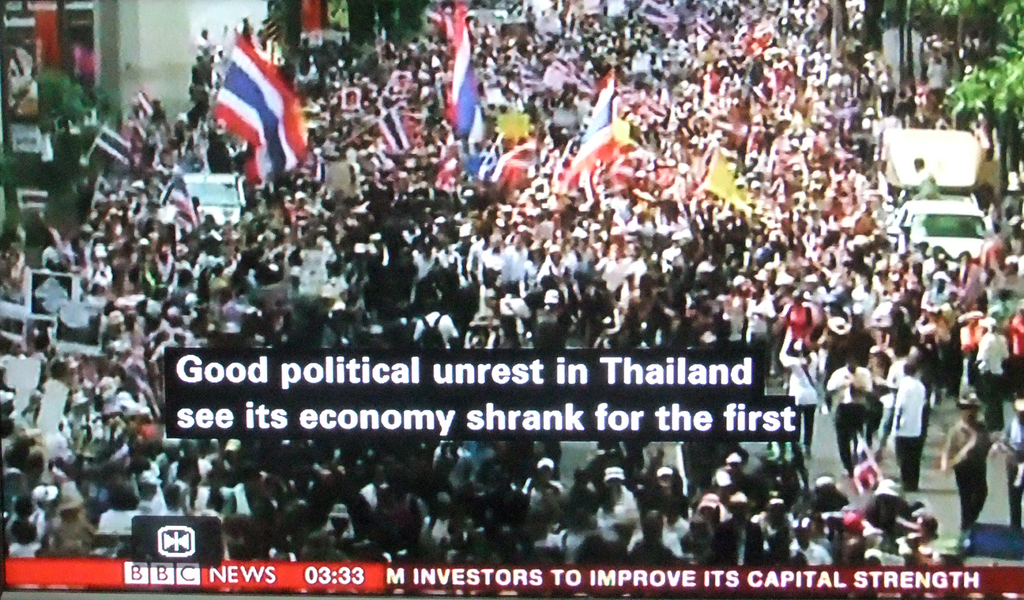 Good political unrest in Thailand
see its economy shrank for the first
BBC NEWS 03:33 M INVESTORS TO IMPROVE ITS CAPITAL STRENGTH